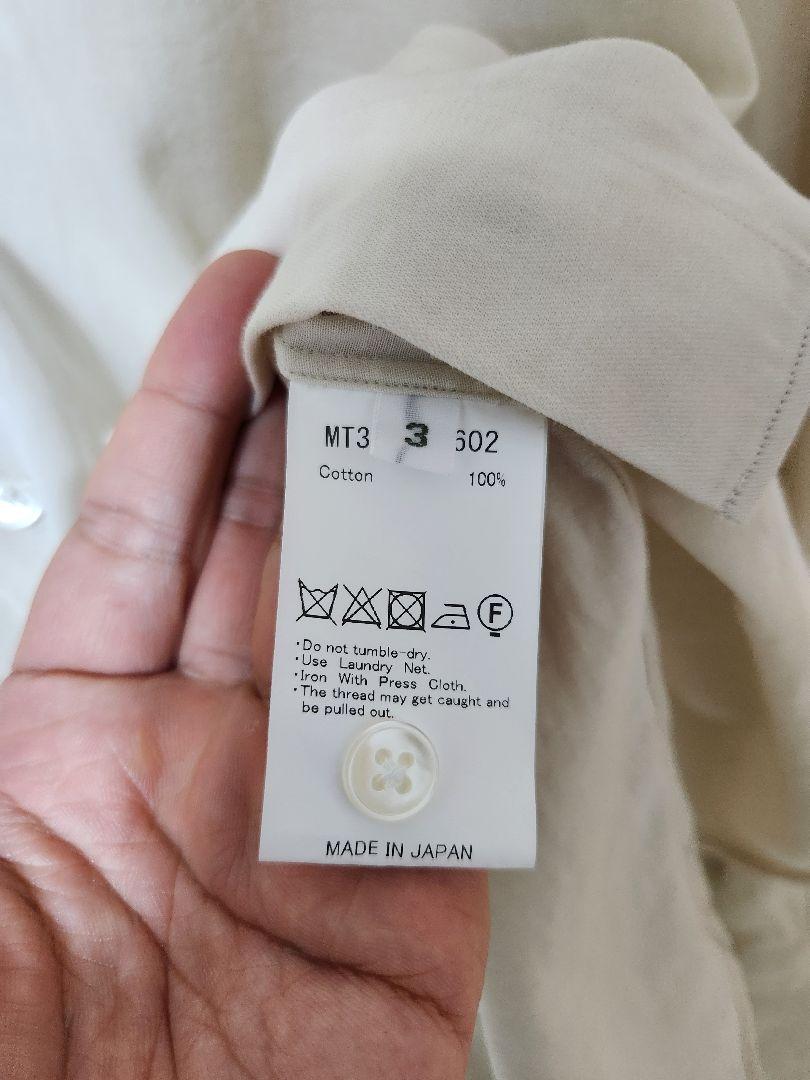 MT3 3 602
Cotton 100%
F
·Do not tumble-dry.
·Use Laundry Net.
·Iron With Press Cloth.
·The thread may get caught and
be pulled out.
MADE IN JAPAN